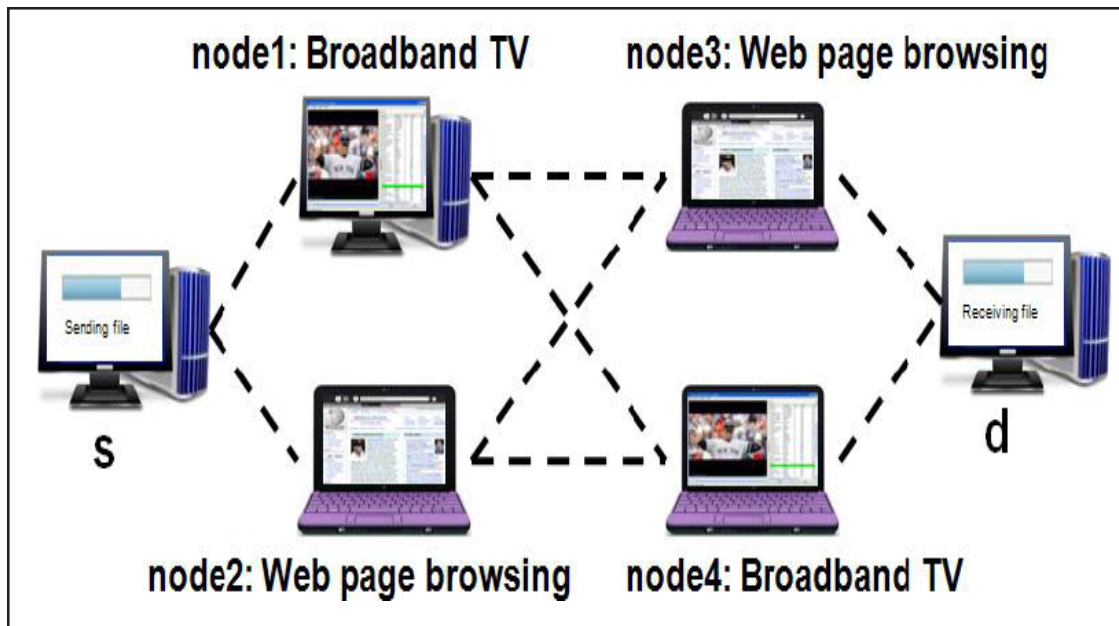 node1: Broadband TV
node3: Web page browsing
Sending file
Receiving file
s
d
node2: Web page browsing
node4: Broadband TV